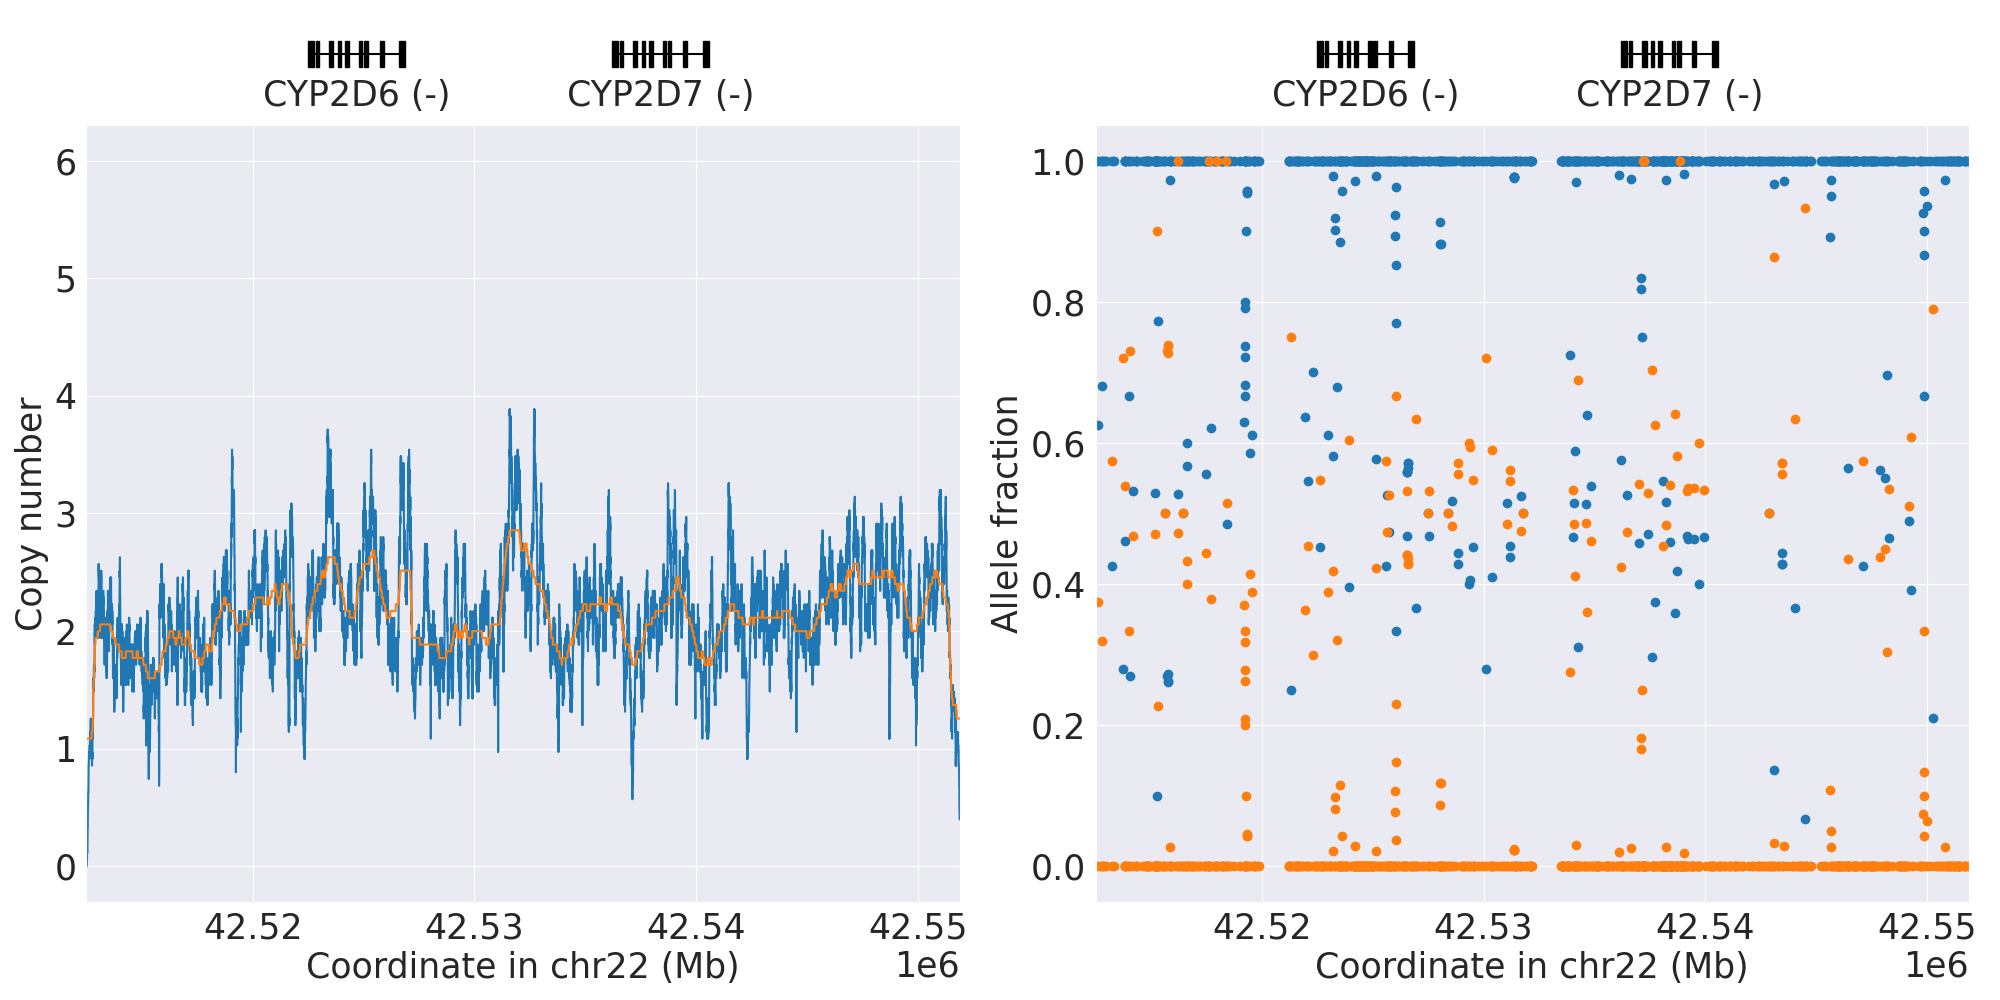 CYP2D6 (-) CYP2D7 (-)
6
5
4
3
2
1
0
Copy number
42.52 42.53 42.54 42.55
Coordinate in chr22 (Mb) 1e6
CYP2D6 (-) CYP2D7 (-)
1.0
0.8
0.6
0.4
0.2
0.0
Allele fraction
42.52 42.53 42.54 42.55
Coordinate in chr22 (Mb) 1e6